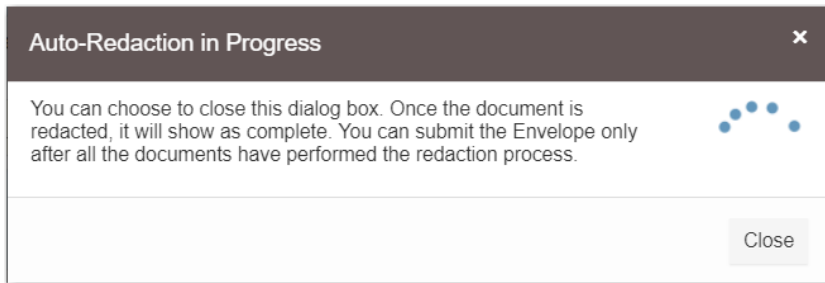 Auto-Redaction in Progress
×
You can choose to close this dialog box. Once the document is
redacted, it will show as complete. You can submit the Envelope only
after all the documents have performed the redaction process.
Close